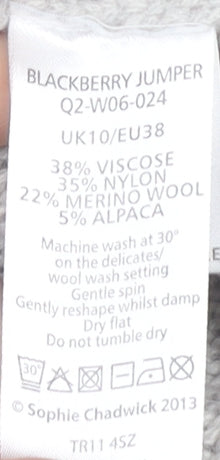 BLACKBERRY JUMPER
Q2-W06-024
UK10/EU38
38% VISCOSE
35% NYLON
22% MERINO WOOL
5% ALPACA
Machine wash at 30°
on the delicates/
wool wash setting
Gentle spin
Gently reshape whilst damp
Dry flat
Do not tumble dry
30°
© Sophie Chadwick 2013
TR11 4SZ